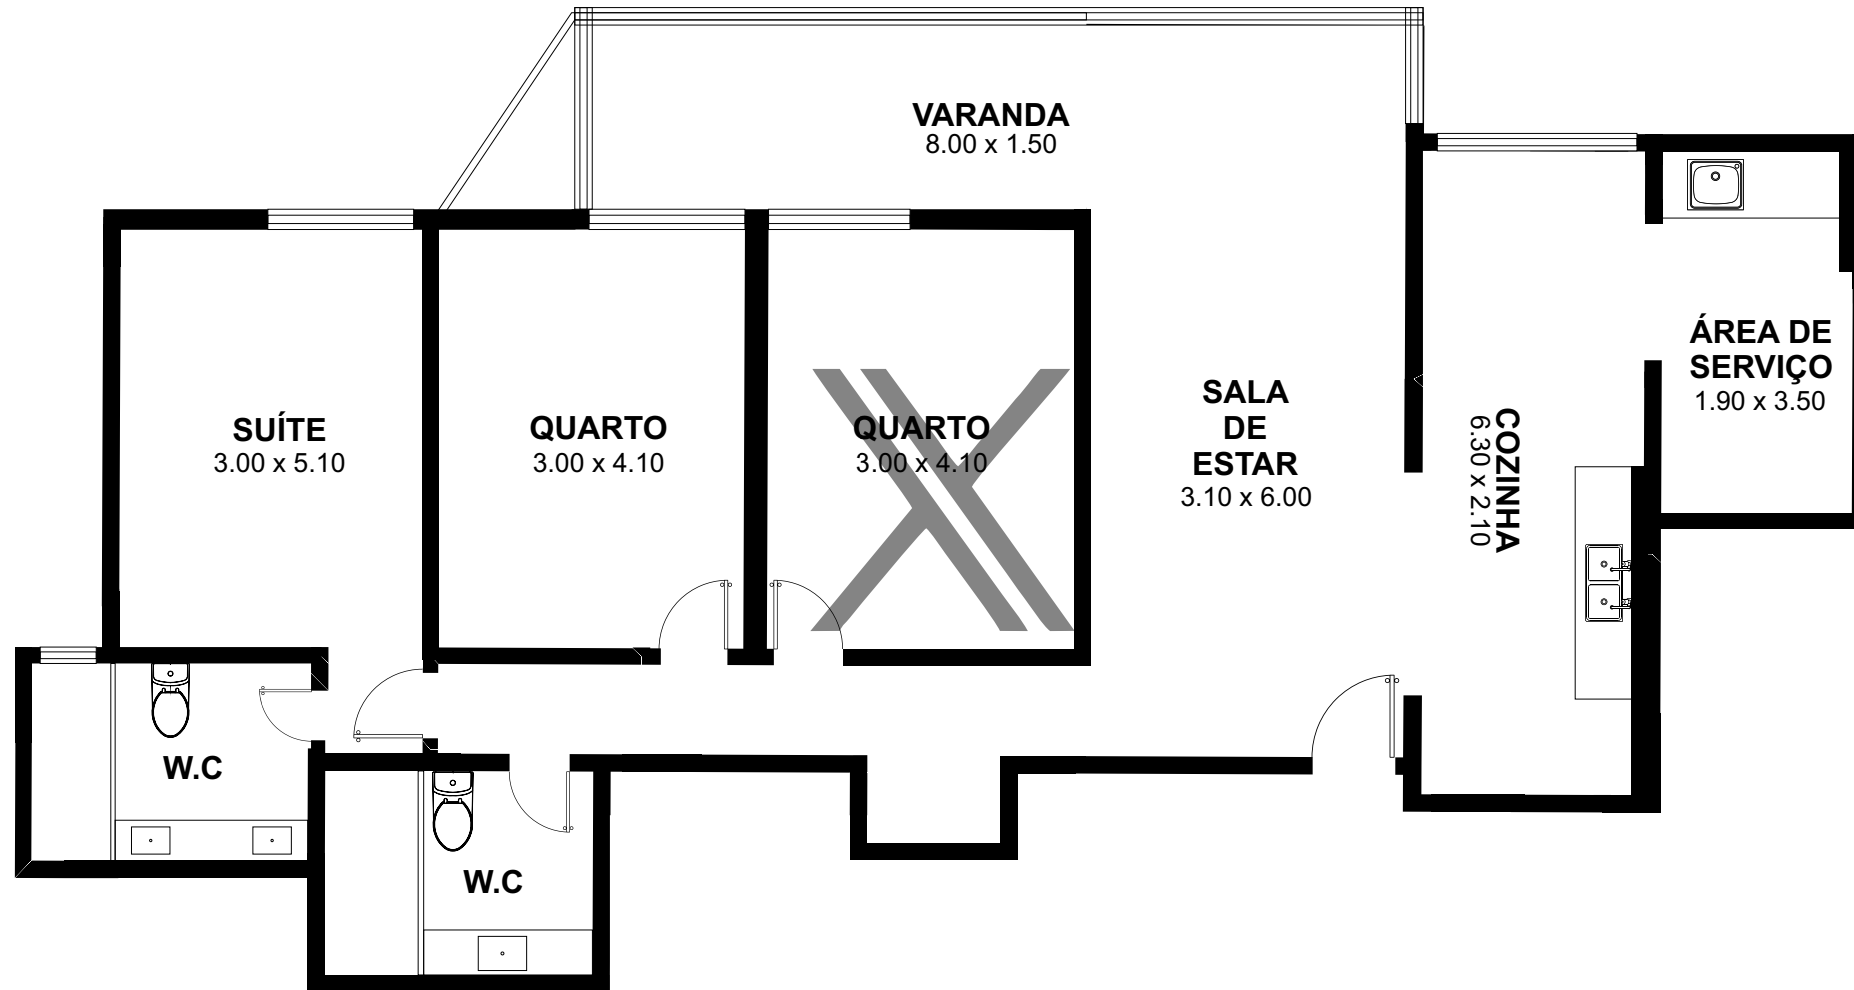 VARANDA
8.00 x 1.50
SUÍTE
3.00 x 5.10
QUARTO
3.00 x 4.10
QUARTO
3.00 x 4.10
SALA
DE
ESTAR
3.10 x 6.00
COZINHA
6.30 x 2.10
ÁREA DE
SERVIÇO
1.90 x 3.50
W.C
W.C